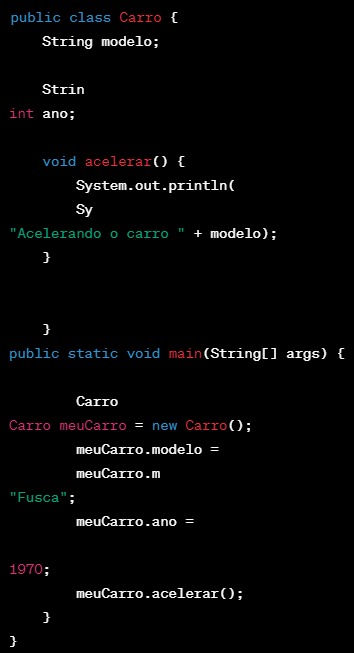 public class Carro {
String modelo;
Strin
int ano;
void acelerar() {
System.out.println(
Sy
"Acelerando o carro " + modelo);
}
}
public static void main(String[] args) {
Carro
Carro meuCarro = new Carro();
meuCarro.modelo =
meuCarro.m
"Fusca";
meuCarro.ano =
1970;
meuCarro.acelerar();
}
}